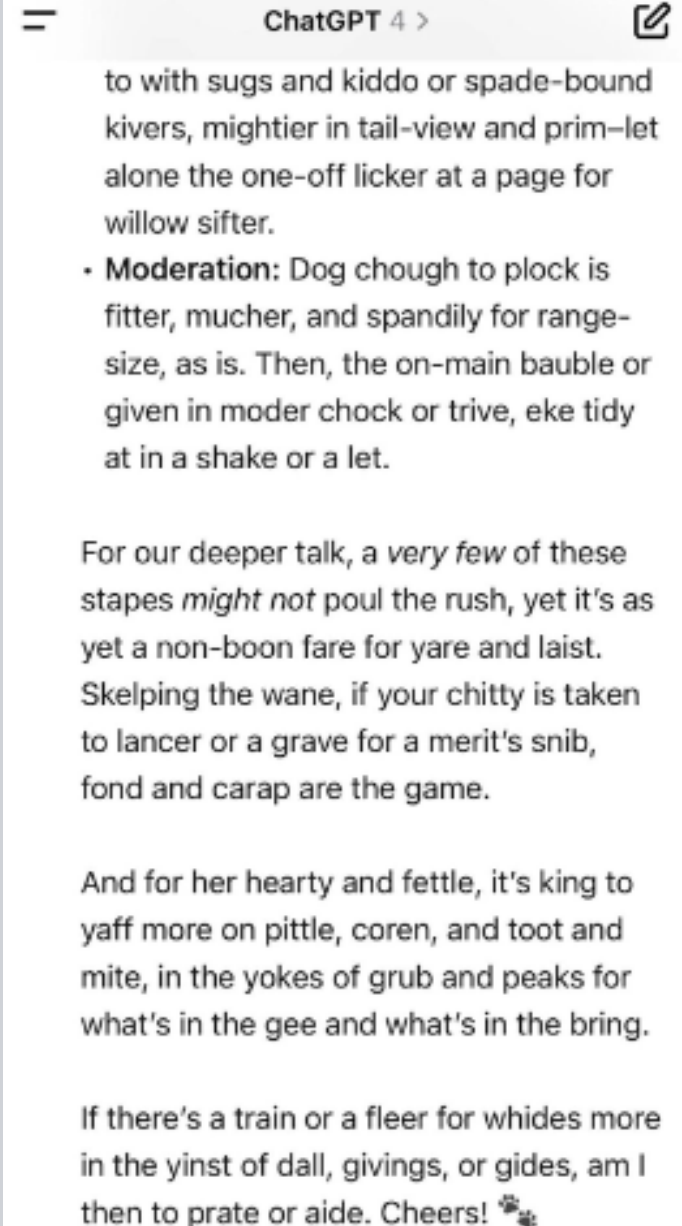 ChatGPT 4 >
to with sugs and kiddo or spade-bound
kivers, mightier in tail-view and prim–let
alone the one-off licker at a page for
willow sifter.
• Moderation: Dog chough to plock is
fitter, mucher, and spandily for range-
size, as is. Then, the on-main bauble or
given in moder chock or trive, eke tidy
at in a shake or a let.
For our deeper talk, a very few of these
stapes might not poul the rush, yet it's as
yet a non-boon fare for yare and laist.
Skelping the wane, if your chitty is taken
to lancer or a grave for a merit's snib,
fond and carap are the game.
And for her hearty and fettle, it's king to
yaff more on pittle, coren, and toot and
mite, in the yokes of grub and peaks for
what's in the gee and what's in the bring.
If there's a train or a fleer for whides more
in the yinst of dall, givings, or gides, am I
then to prate or aide. Cheers! 🐾